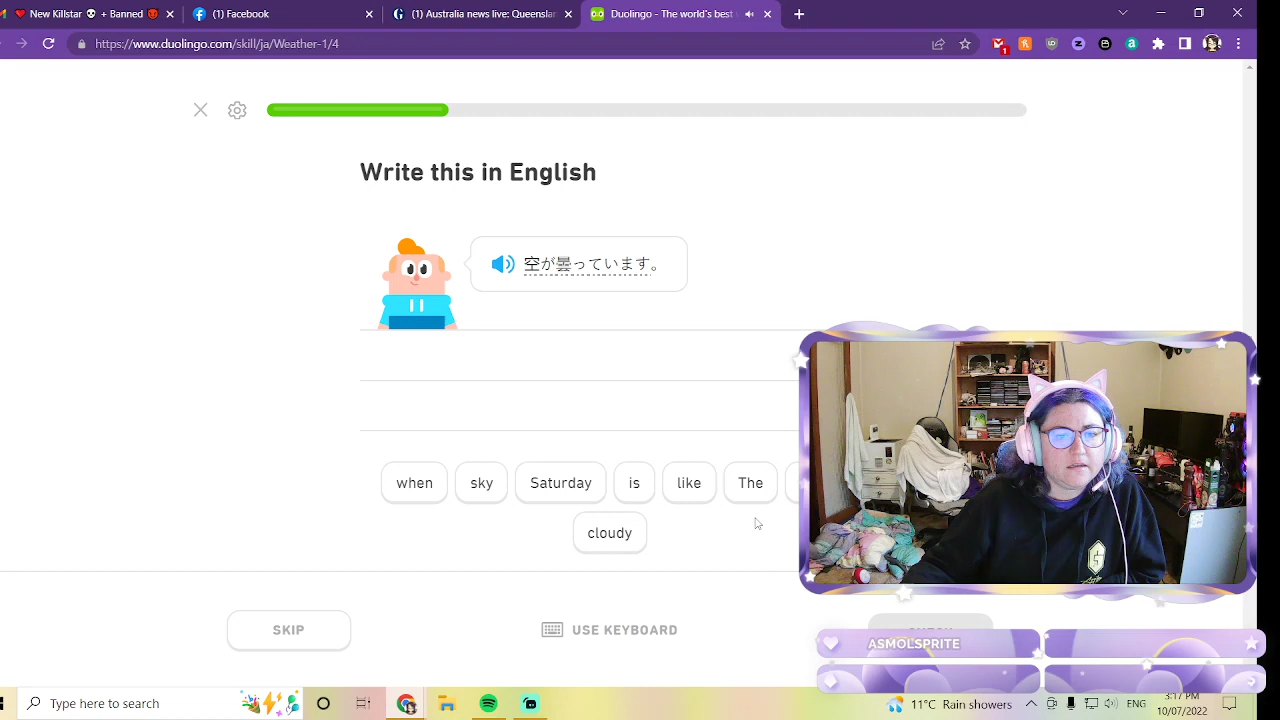 New Killstar 💀 + Banned 👹
(1) Facebook
(1) Australia news live: Queenslan
Duolingo - The world's best
https://www.duolingo.com/skill/ja/Weather-1/4
1
Write this in English
空が曇っています。
when sky Saturday is like The
cloudy
SKIP
USE KEYBOARD
ASMOLSPRITE
Type here to search
11°C Rain showers
ENG
3:17 PM
10/07/2022